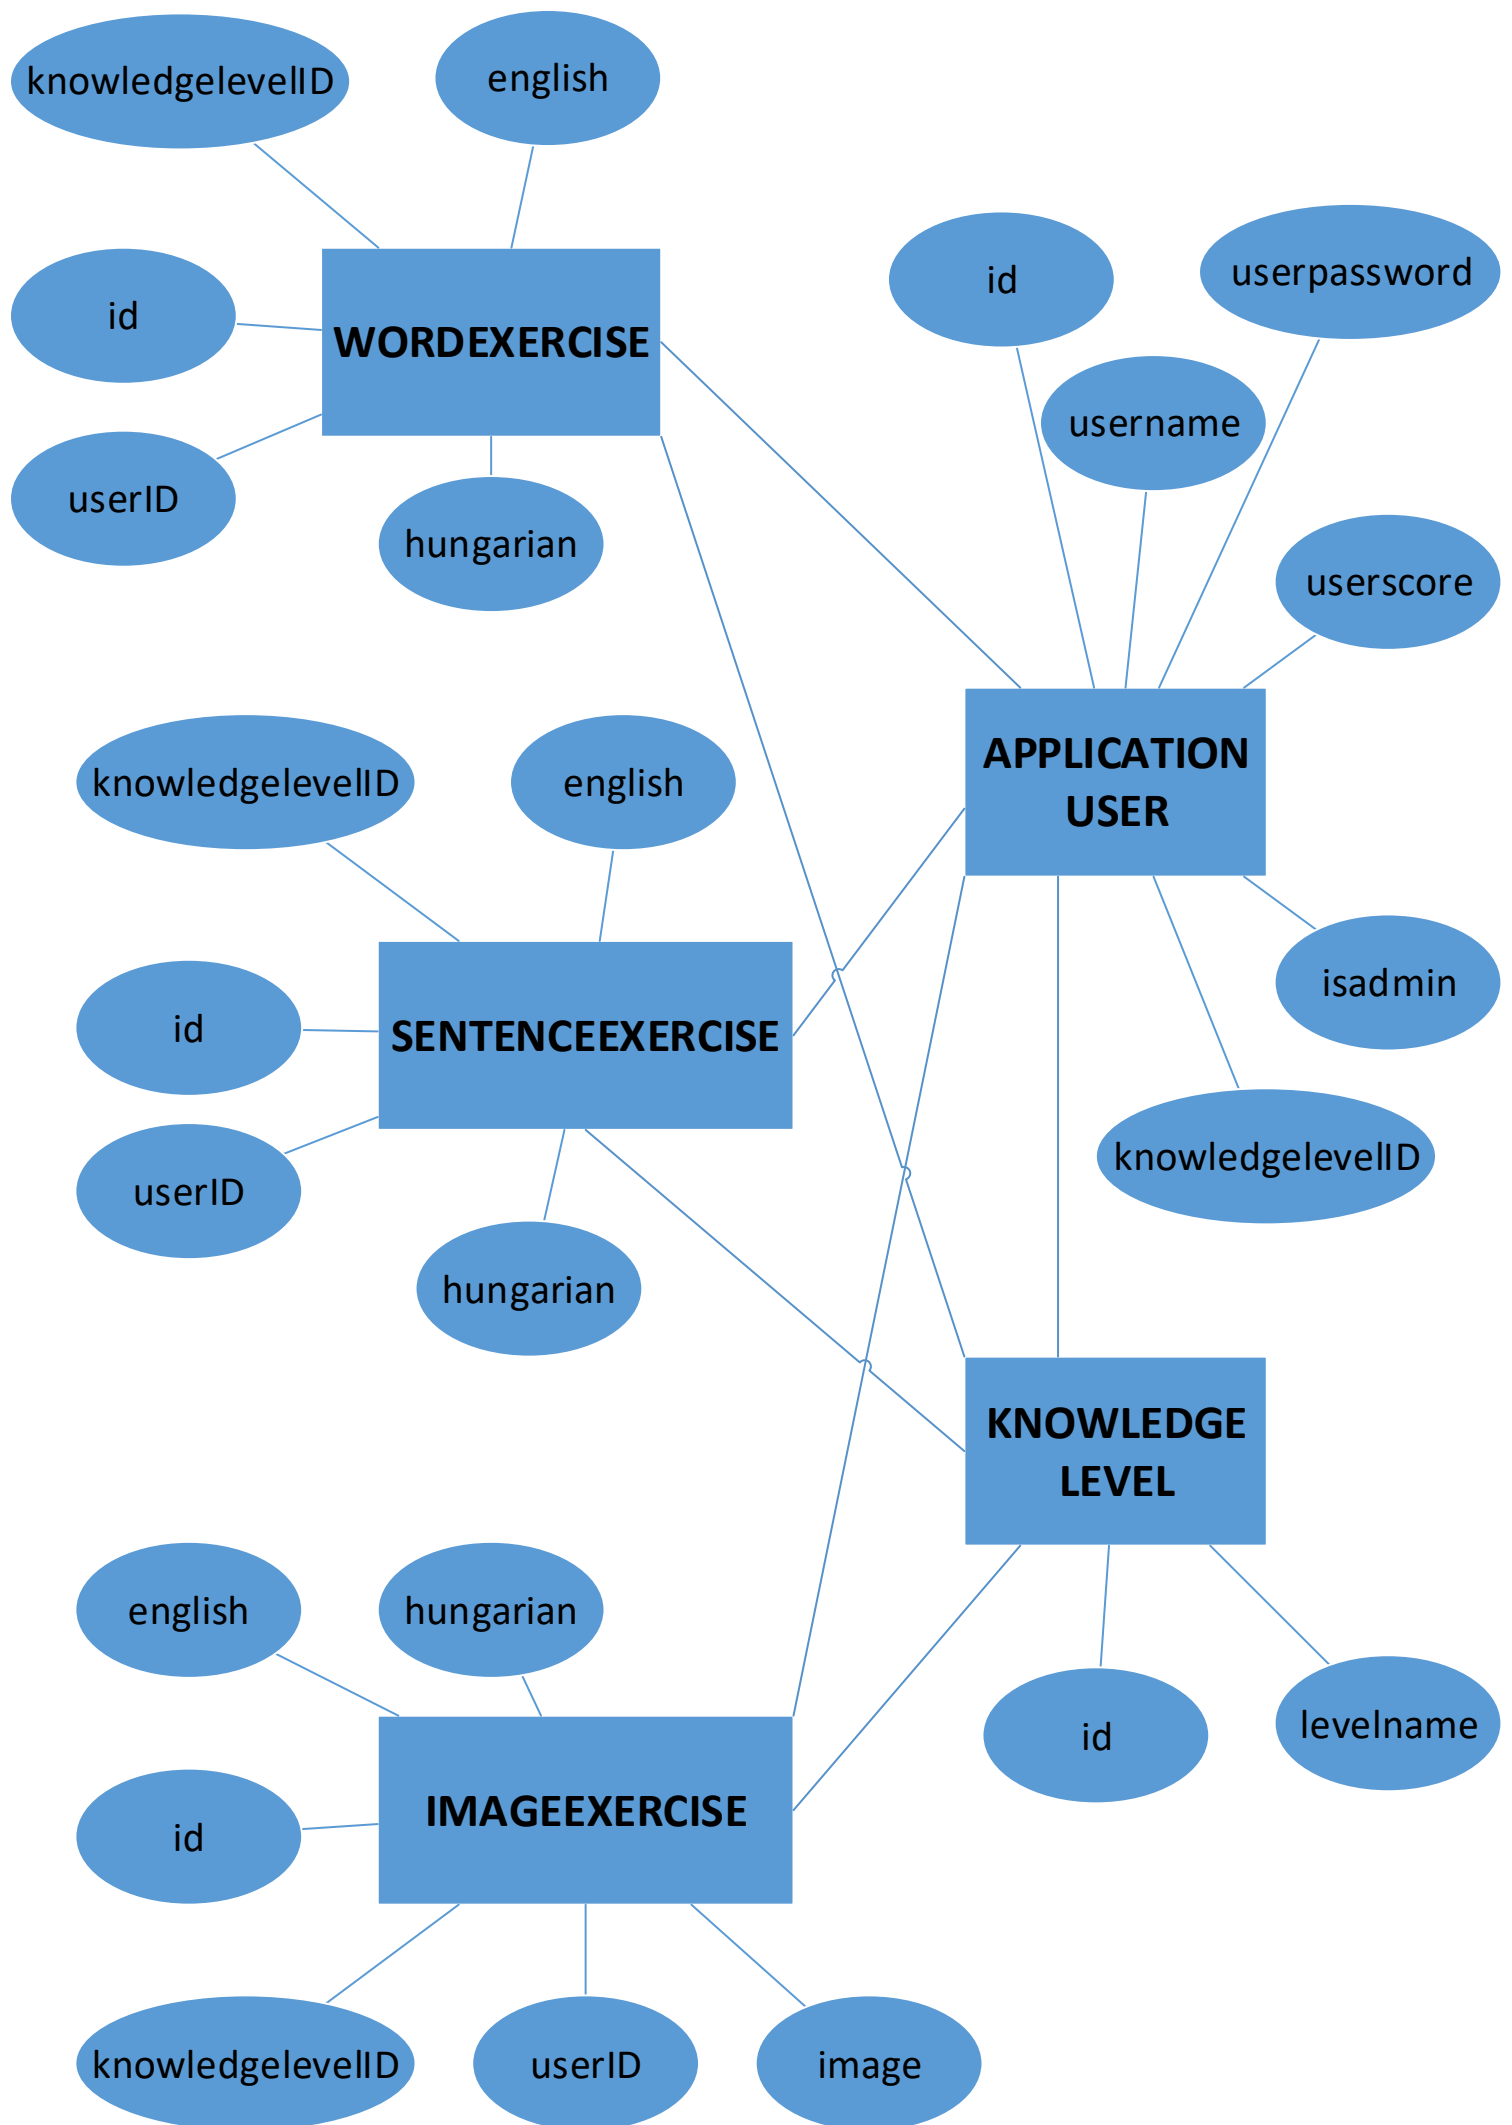 knowledgelevelID
english
id
WORDEXERCISE
userID
hungarian
id
userpassword
username
userscore
APPLICATION
USER
isadmin
knowledgelevelID
knowledgelevelID
english
id
SENTENCEEXERCISE
userID
hungarian
KNOWLEDGE
LEVEL
id
levelname
english
hungarian
id
IMAGEEXERCISE
knowledgelevelID
userID
image